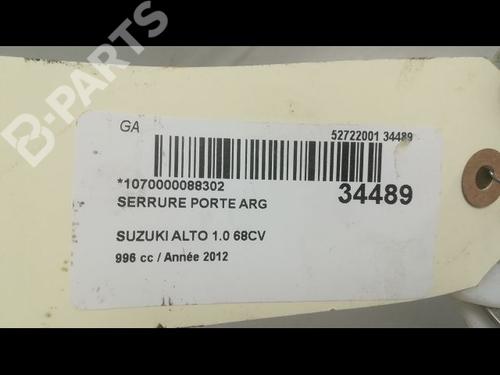 B-PARTS
GA
52722001 34489
*1070000088302
34489
SERRURE PORTE ARG
SUZUKI ALTO 1.0 68CV
996 cc / Année 2012